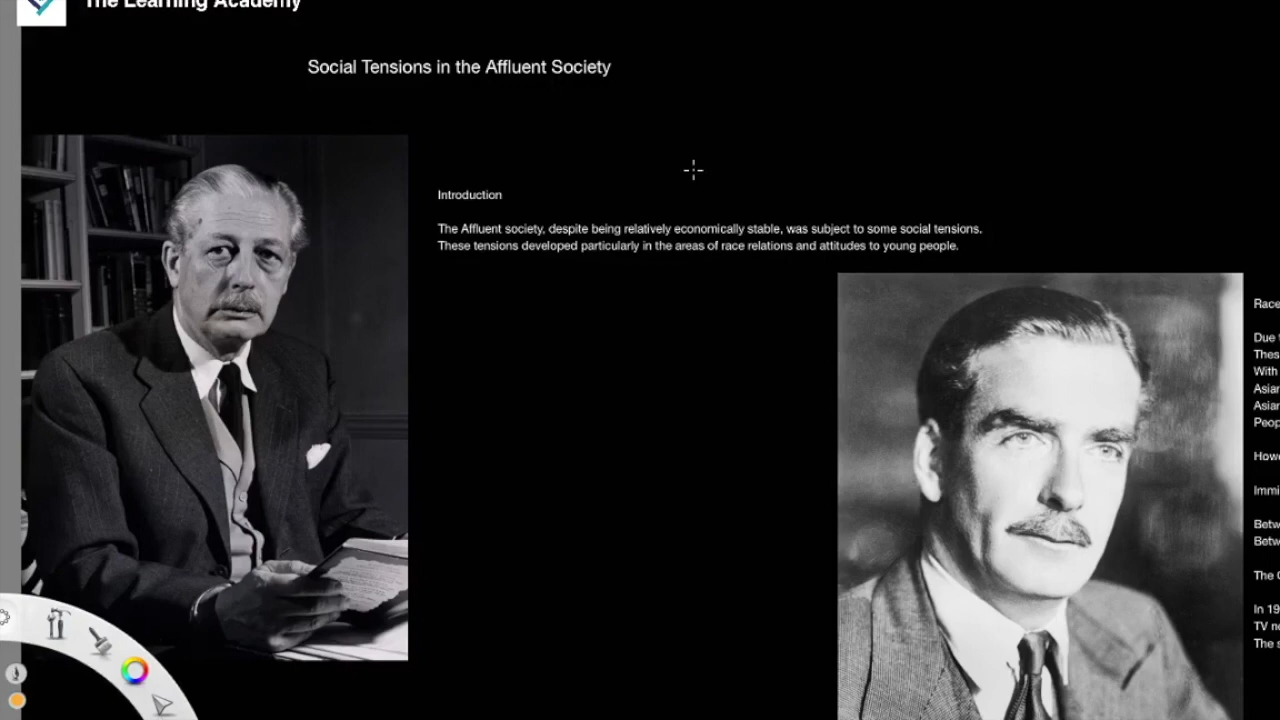 The Learning Academy
Social Tensions in the Affluent Society
Introduction
The Affluent society, despite being relatively economically stable, was subject to some social tensions.
These tensions developed particularly in the areas of race relations and attitudes to young people.
Race
Due
Thes
With
Asian
Asian
Peop
Howe
Immi
Betw
Betw
The
In 19
TV
The